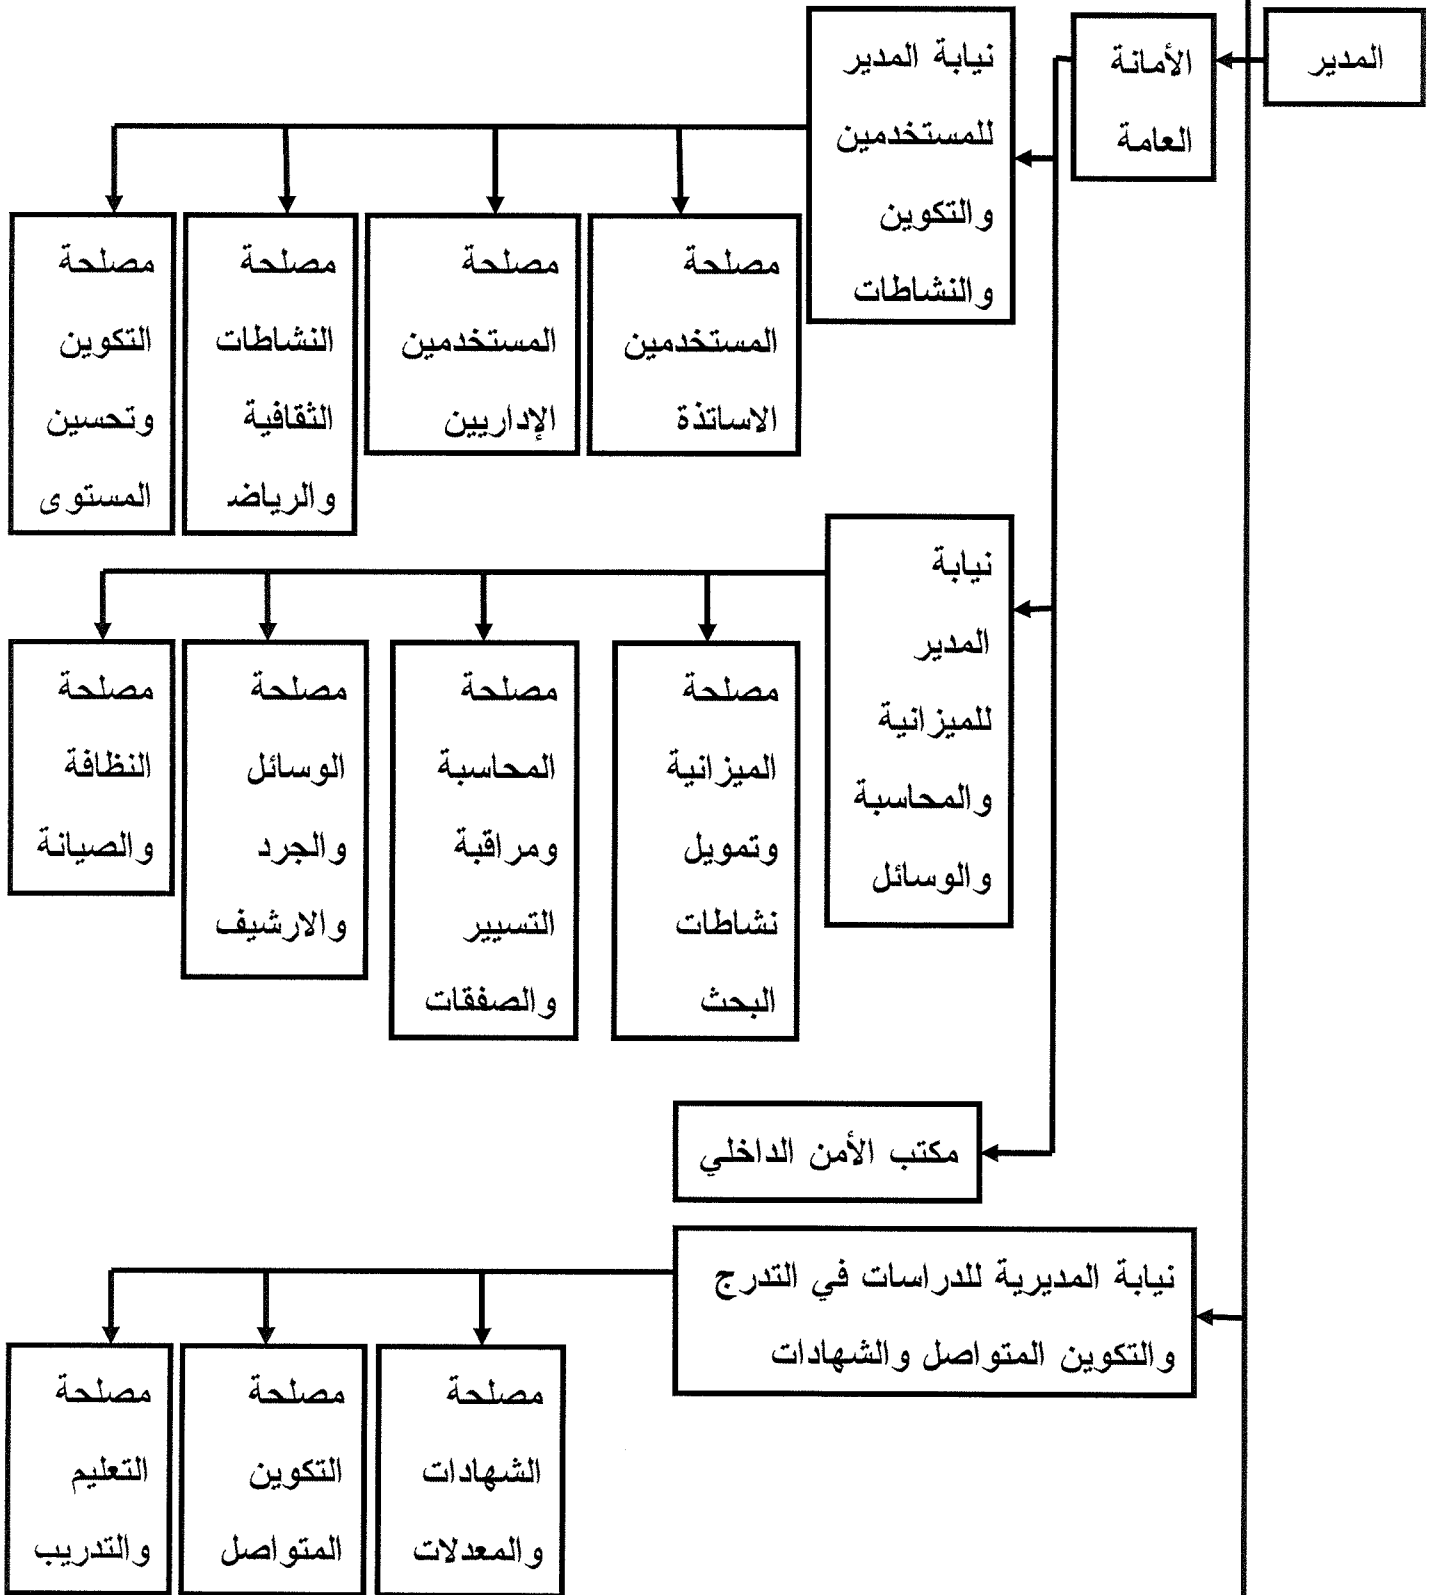 المدير
الأمانة
العامة
نيابة المدير
للمستخدمين
والتكوين
والنشاطات
مصلحة
المستخدمين
الاساتذة
مصلحة
المستخدمين
الإداريين
مصلحة
النشاطات
الثقافية
والرياضـ
مصلحة
التكوين
وتحسين
المستوى
نيابة
المدير
للميزانية
والمحاسبة
والوسائل
مصلحة
الميزانية
وتمويل
نشاطات
البحث
مصلحة
المحاسبة
ومراقبة
التسيير
والصفقات
مصلحة
الوسائل
والجرد
والارشيف
مصلحة
النظافة
والصيانة
مكتب الأمن الداخلي
نيابة المديرية للدراسات في التدرج
والتكوين المتواصل والشهادات
مصلحة
الشهادات
والمعدلات
مصلحة
التكوين
المتواصل
مصلحة
التعليم
والتدريب